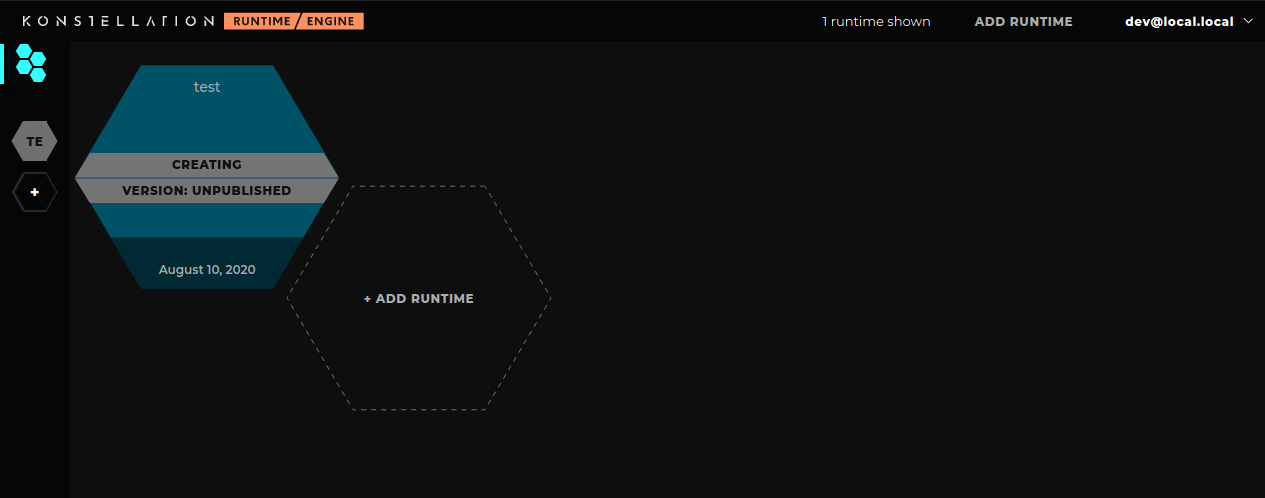 KONSTELLATION RUNTIME / ENGINE
1 runtime shown
ADD RUNTIME
dev@local.local
TE
+
test
CREATING
VERSION: UNPUBLISHED
August 10, 2020
+ ADD RUNTIME